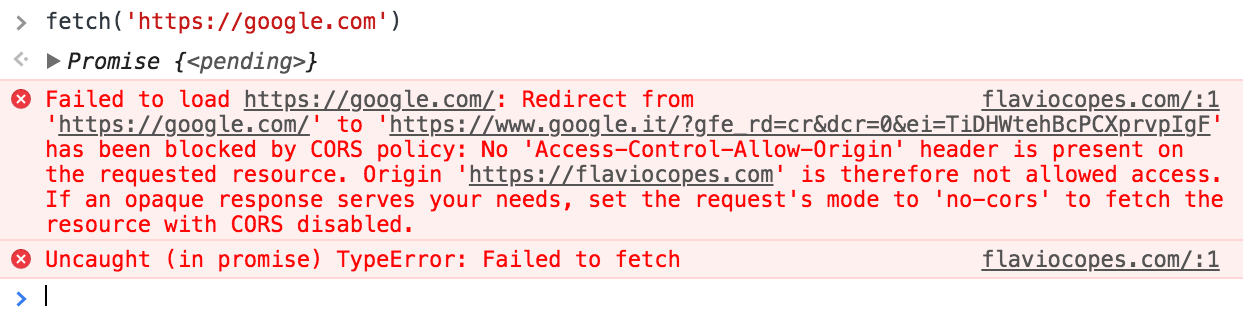 fetch('https://google.com')
Promise {<pending>}
Failed to load https://google.com/: Redirect from flaviocopes.com/:1
'https://google.com/' to 'https://www.google.it/?gfe_rd=cr&dcr=0&ei=TiDHWtehBcPCXprvpIgF'
has been blocked by CORS policy: No 'Access-Control-Allow-Origin' header is present on
the requested resource. Origin 'https://flaviocopes.com' is therefore not allowed access.
If an opaque response serves your needs, set the request's mode to 'no-cors' to fetch the
resource with CORS disabled.
Uncaught (in promise) TypeError: Failed to fetch flaviocopes.com/:1